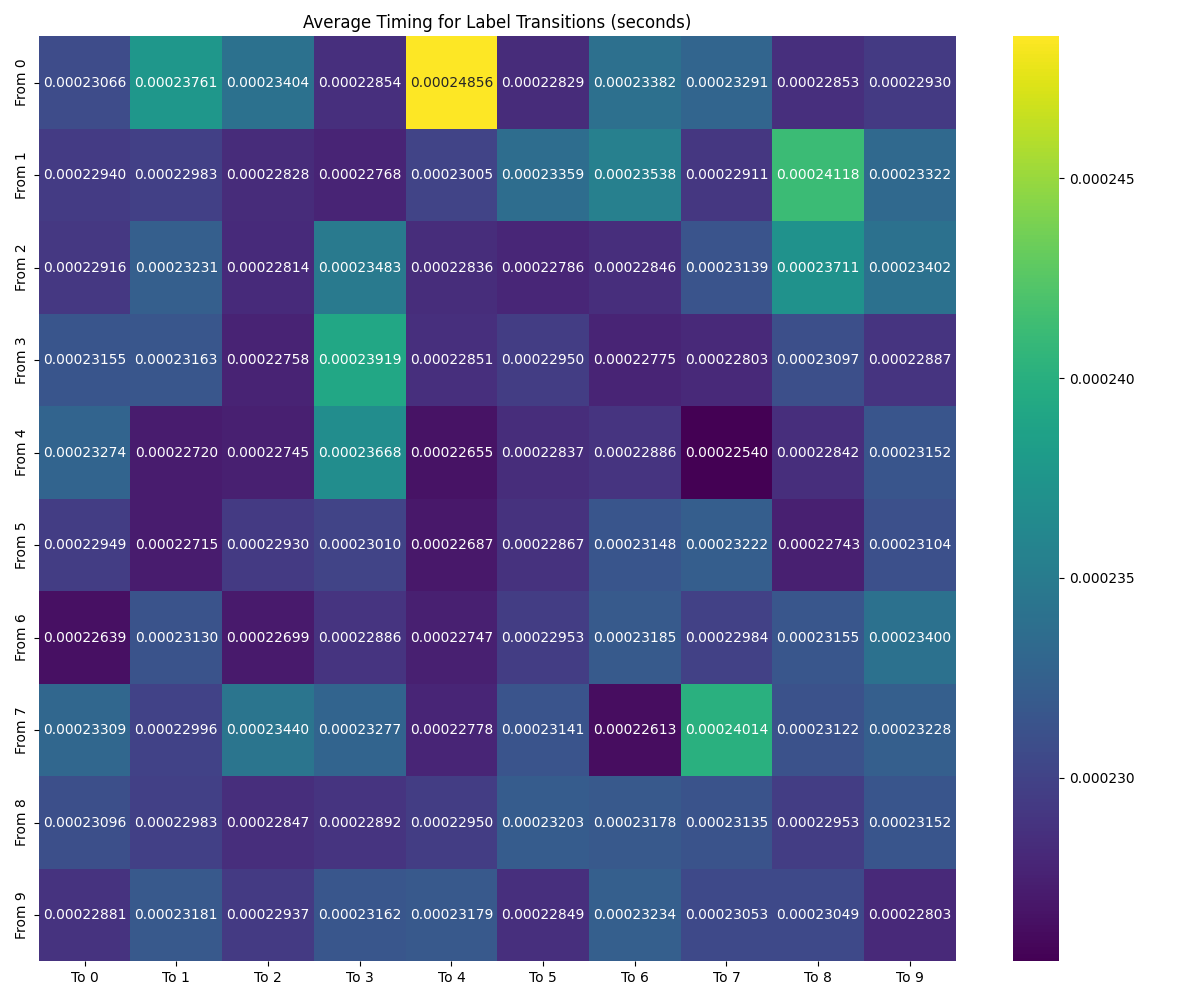 Average Timing for Label Transitions (seconds)
From 0 0.00023066 0.00023761 0.00023404 0.00022854 0.00024856 0.00022829 0.00023382 0.00023291 0.00022853 0.00022930
From 1 0.00022940 0.00022983 0.00022828 0.00022768 0.00023005 0.00023359 0.00023538 0.00022911 0.00024118 0.00023322
0.000245
From 2 0.00022916 0.00023231 0.00022814 0.00023483 0.00022836 0.00022786 0.00022846 0.00023139 0.00023711 0.00023402
From 3 0.00023155 0.00023163 0.00022758 0.00023919 0.00022851 0.00022950 0.00022775 0.00022803 0.00023097 0.00022887
0.000240
From 4 0.00023274 0.00022720 0.00022745 0.00023668 0.00022655 0.00022837 0.00022886 0.00022540 0.00022842 0.00023152
From 5 0.00022949 0.00022715 0.00022930 0.00023010 0.00022687 0.00022867 0.00023148 0.00023222 0.00022743 0.00023104
0.000235
From 6 0.00022639 0.00023130 0.00022699 0.00022886 0.00022747 0.00022953 0.00023185 0.00022984 0.00023155 0.00023400
From 7 0.00023309 0.00022996 0.00023440 0.00023277 0.00022778 0.00023141 0.00022613 0.00024014 0.00023122 0.00023228
0.000230
From 8 0.00023096 0.00022983 0.00022847 0.00022892 0.00022950 0.00023203 0.00023178 0.00023135 0.00022953 0.00023152
From 9 0.00022881 0.00023181 0.00022937 0.00023162 0.00023179 0.00022849 0.00023234 0.00023053 0.00023049 0.00022803
To 0 To 1 To 2 To 3 To 4 To 5 To 6 To 7 To 8 To 9